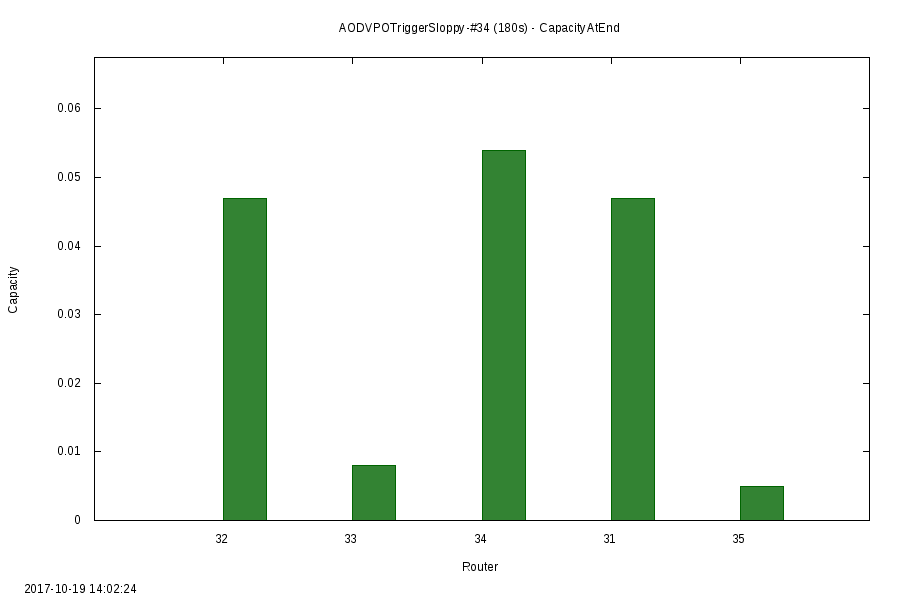 AODVPOTriggerSloppy-#34 (180s) - CapacityAtEnd
0.06
0.05
0.04
0.03
0.02
0.01
0
Capacity
32 33 34 31 35
Router
2017-10-19 14:02:24